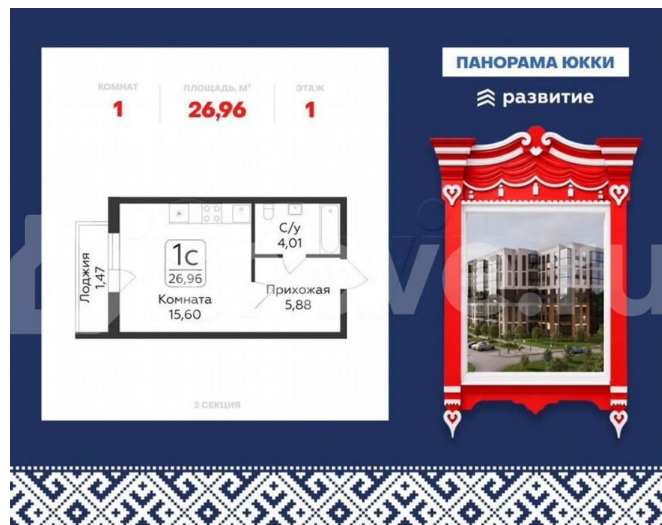 КОМНАТ
1
ПЛОЩАДЬ, М²
26,96
ЭТАЖ
1
ПАНОРАМА ЮККИ
развитие
Лоджия
1,47
1С
26,96
Комната
15,60
С/у
4,01
Прихожая
5,88
2 СЕКЦИЯ